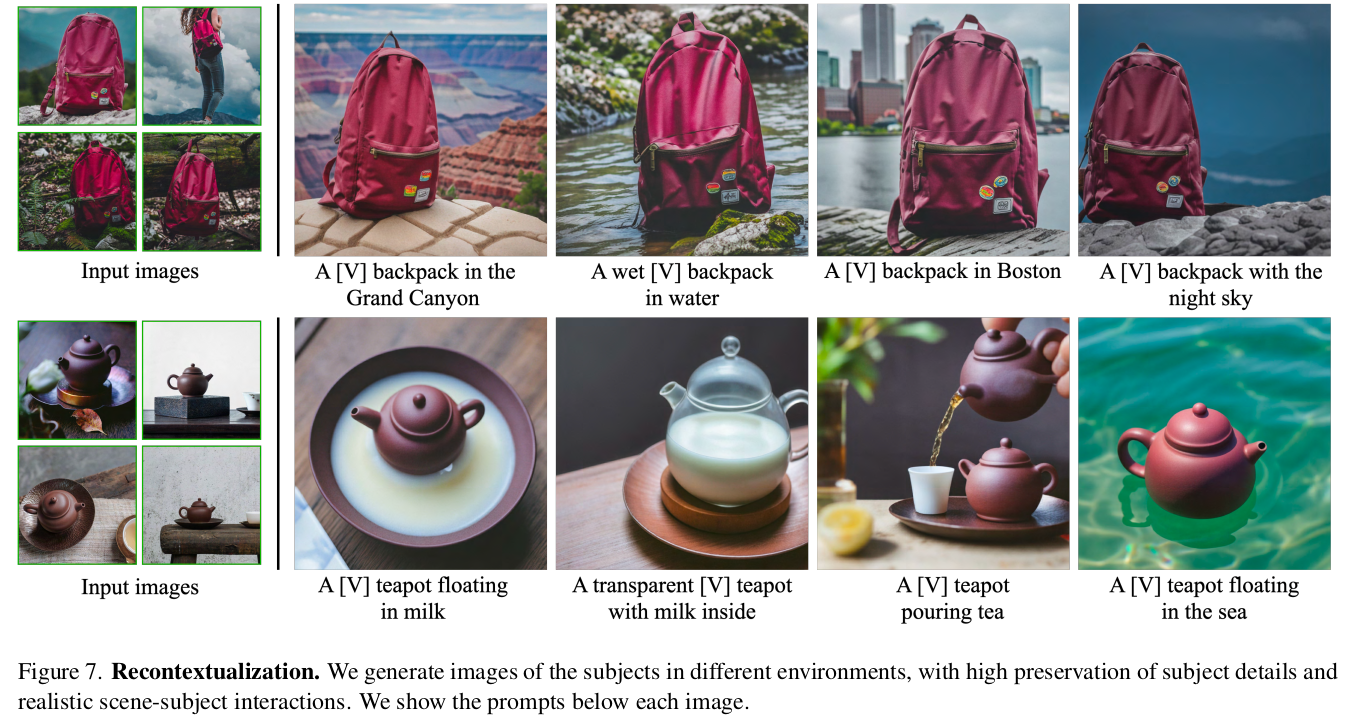 Input images
A [V] backpack in the
Grand Canyon
A wet [V] backpack
in water
A [V] backpack in Boston
A [V] backpack with the
night sky
Input images
A [V] teapot floating
in milk
A transparent [V] teapot
with milk inside
A [V] teapot
pouring tea
A [V] teapot floating
in the sea
Figure 7. Recontextualization. We generate images of the subjects in different environments, with high preservation of subject details and
realistic scene-subject interactions. We show the prompts below each image.